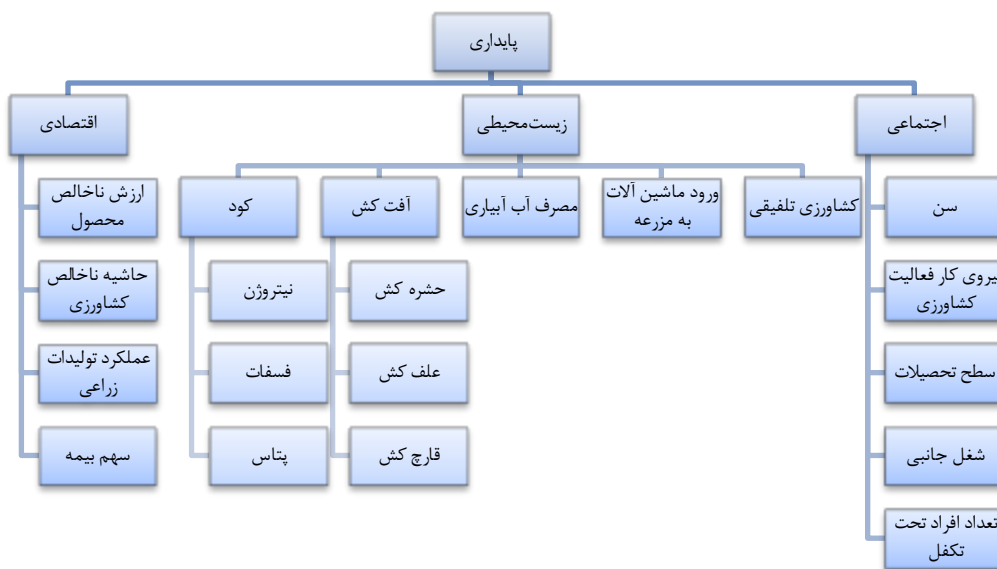 پایداری
اجتماعی
زیست‌محیطی
اقتصادی
سن
نیروی کار فعالیت
کشاورزی
سطح تحصیلات
شغل جانبی
تعداد افراد تحت
تکفل
کشاورزی تلفیقی
ورود ماشین آلات
به مزرعه
مصرف آب آبیاری
آفت کش
حشره کش
علف کش
قارچ کش
کود
نیتروژن
فسفات
پتاس
ارزش ناخالص
محصول
حاشیه ناخالص
کشاورزی
عملکرد تولیدات
زراعی
سهم بیمه